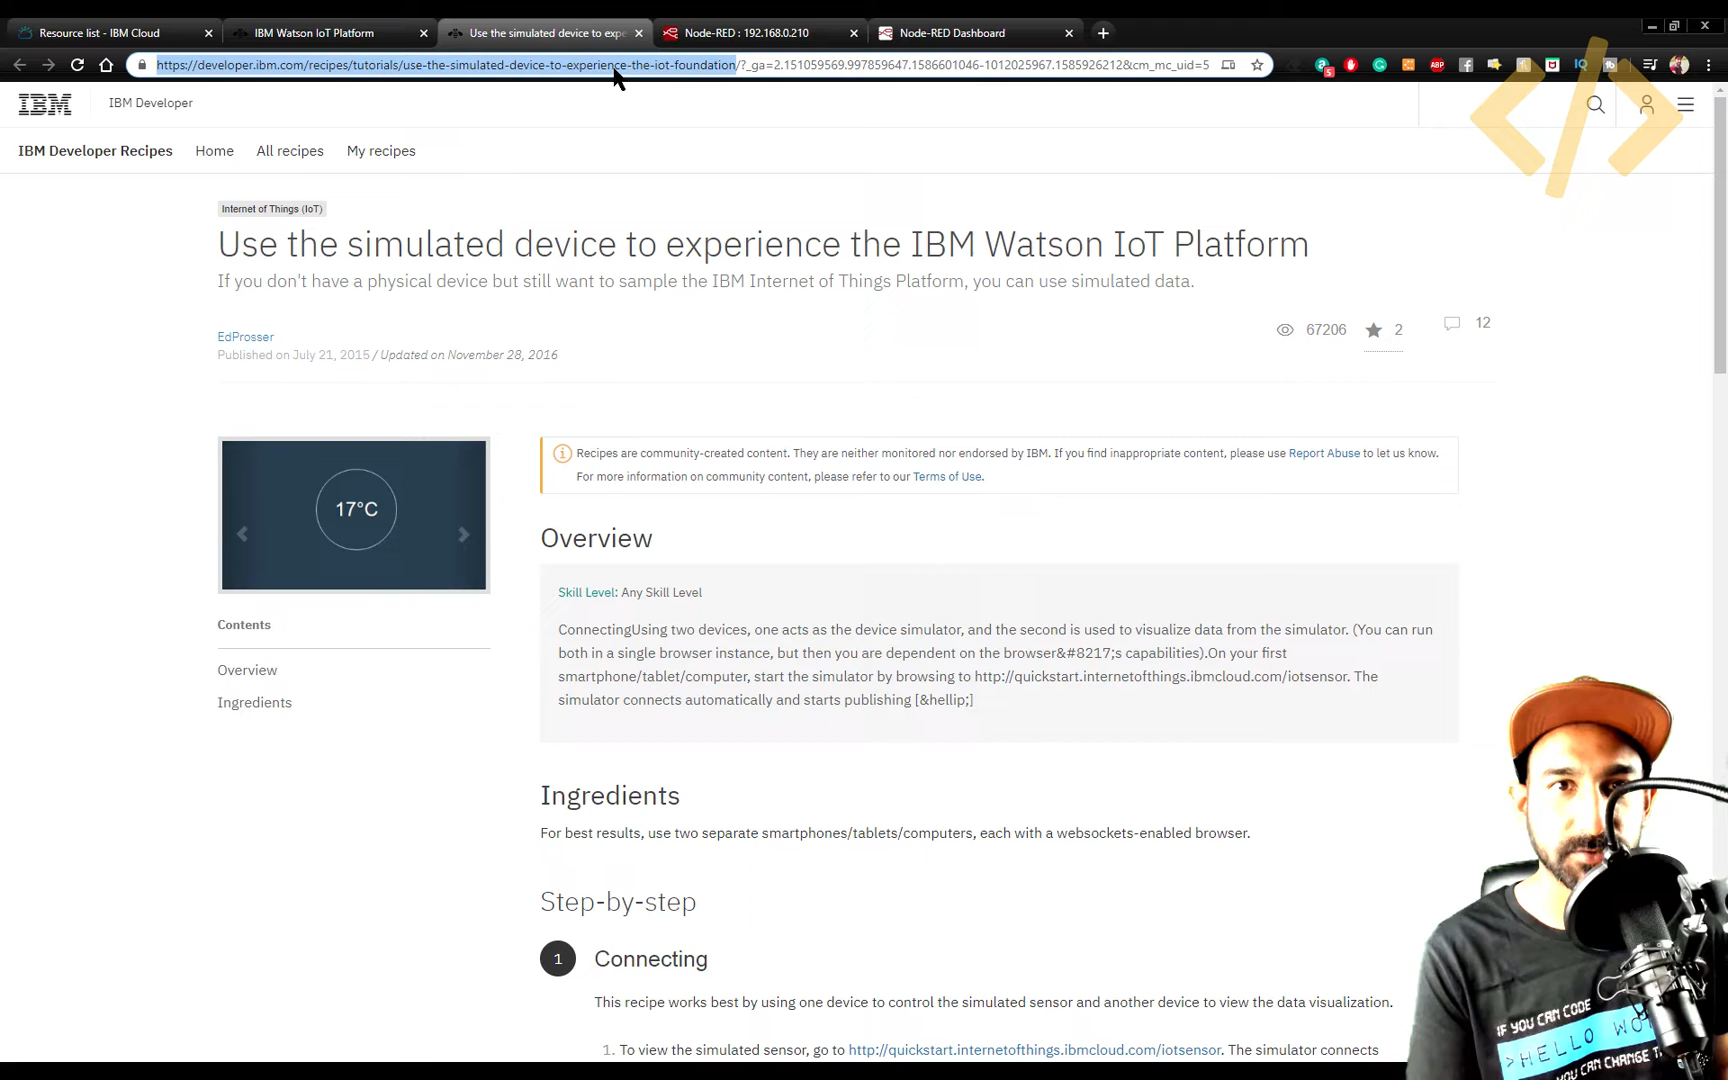 Resource list - IBM Cloud
IBM Watson IoT Platform
Use the simulated device to expe
Node-RED : 192.168.0.210
Node-RED Dashboard
https://developer.ibm.com/recipes/tutorials/use-the-simulated-device-to-experience-the-iot-foundation/?_ga=2.151059569.997859647.1586601046-1012025967.1585926212&cm_mc_uid=5
IBM
IBM Developer
IBM Developer Recipes
Home
All recipes
My recipes
Internet of Things (IoT)
Use the simulated device to experience the IBM Watson IoT Platform
If you don't have a physical device but still want to sample the IBM Internet of Things Platform, you can use simulated data.
EdProsser
Published on July 21, 2015 / Updated on November 28, 2016
67206
2
12
17°C
Recipes are community-created content. They are neither monitored nor endorsed by IBM. If you find inappropriate content, please use Report Abuse to let us know.
For more information on community content, please refer to our Terms of Use.
Contents
Overview
Ingredients
Overview
Skill Level: Any Skill Level
ConnectingUsing two devices, one acts as the device simulator, and the second is used to visualize data from the simulator. (You can run
both in a single browser instance, but then you are dependent on the browser&#8217;s capabilities).On your first
smartphone/tablet/computer, start the simulator by browsing to http://quickstart.internetofthings.ibmcloud.com/iotsensor. The
simulator connects automatically and starts publishing [&hellip;]
Ingredients
For best results, use two separate smartphones/tablets/computers, each with a websockets-enabled browser.
Step-by-step
1
Connecting
This recipe works best by using one device to control the simulated sensor and another device to view the data visualization.
1. To view the simulated sensor, go to http://quickstart.internetofthings.ibmcloud.com/iotsensor. The simulator connects
IF YOU CAN CODE
>HELLO WO
YOU CAN CHANGE T